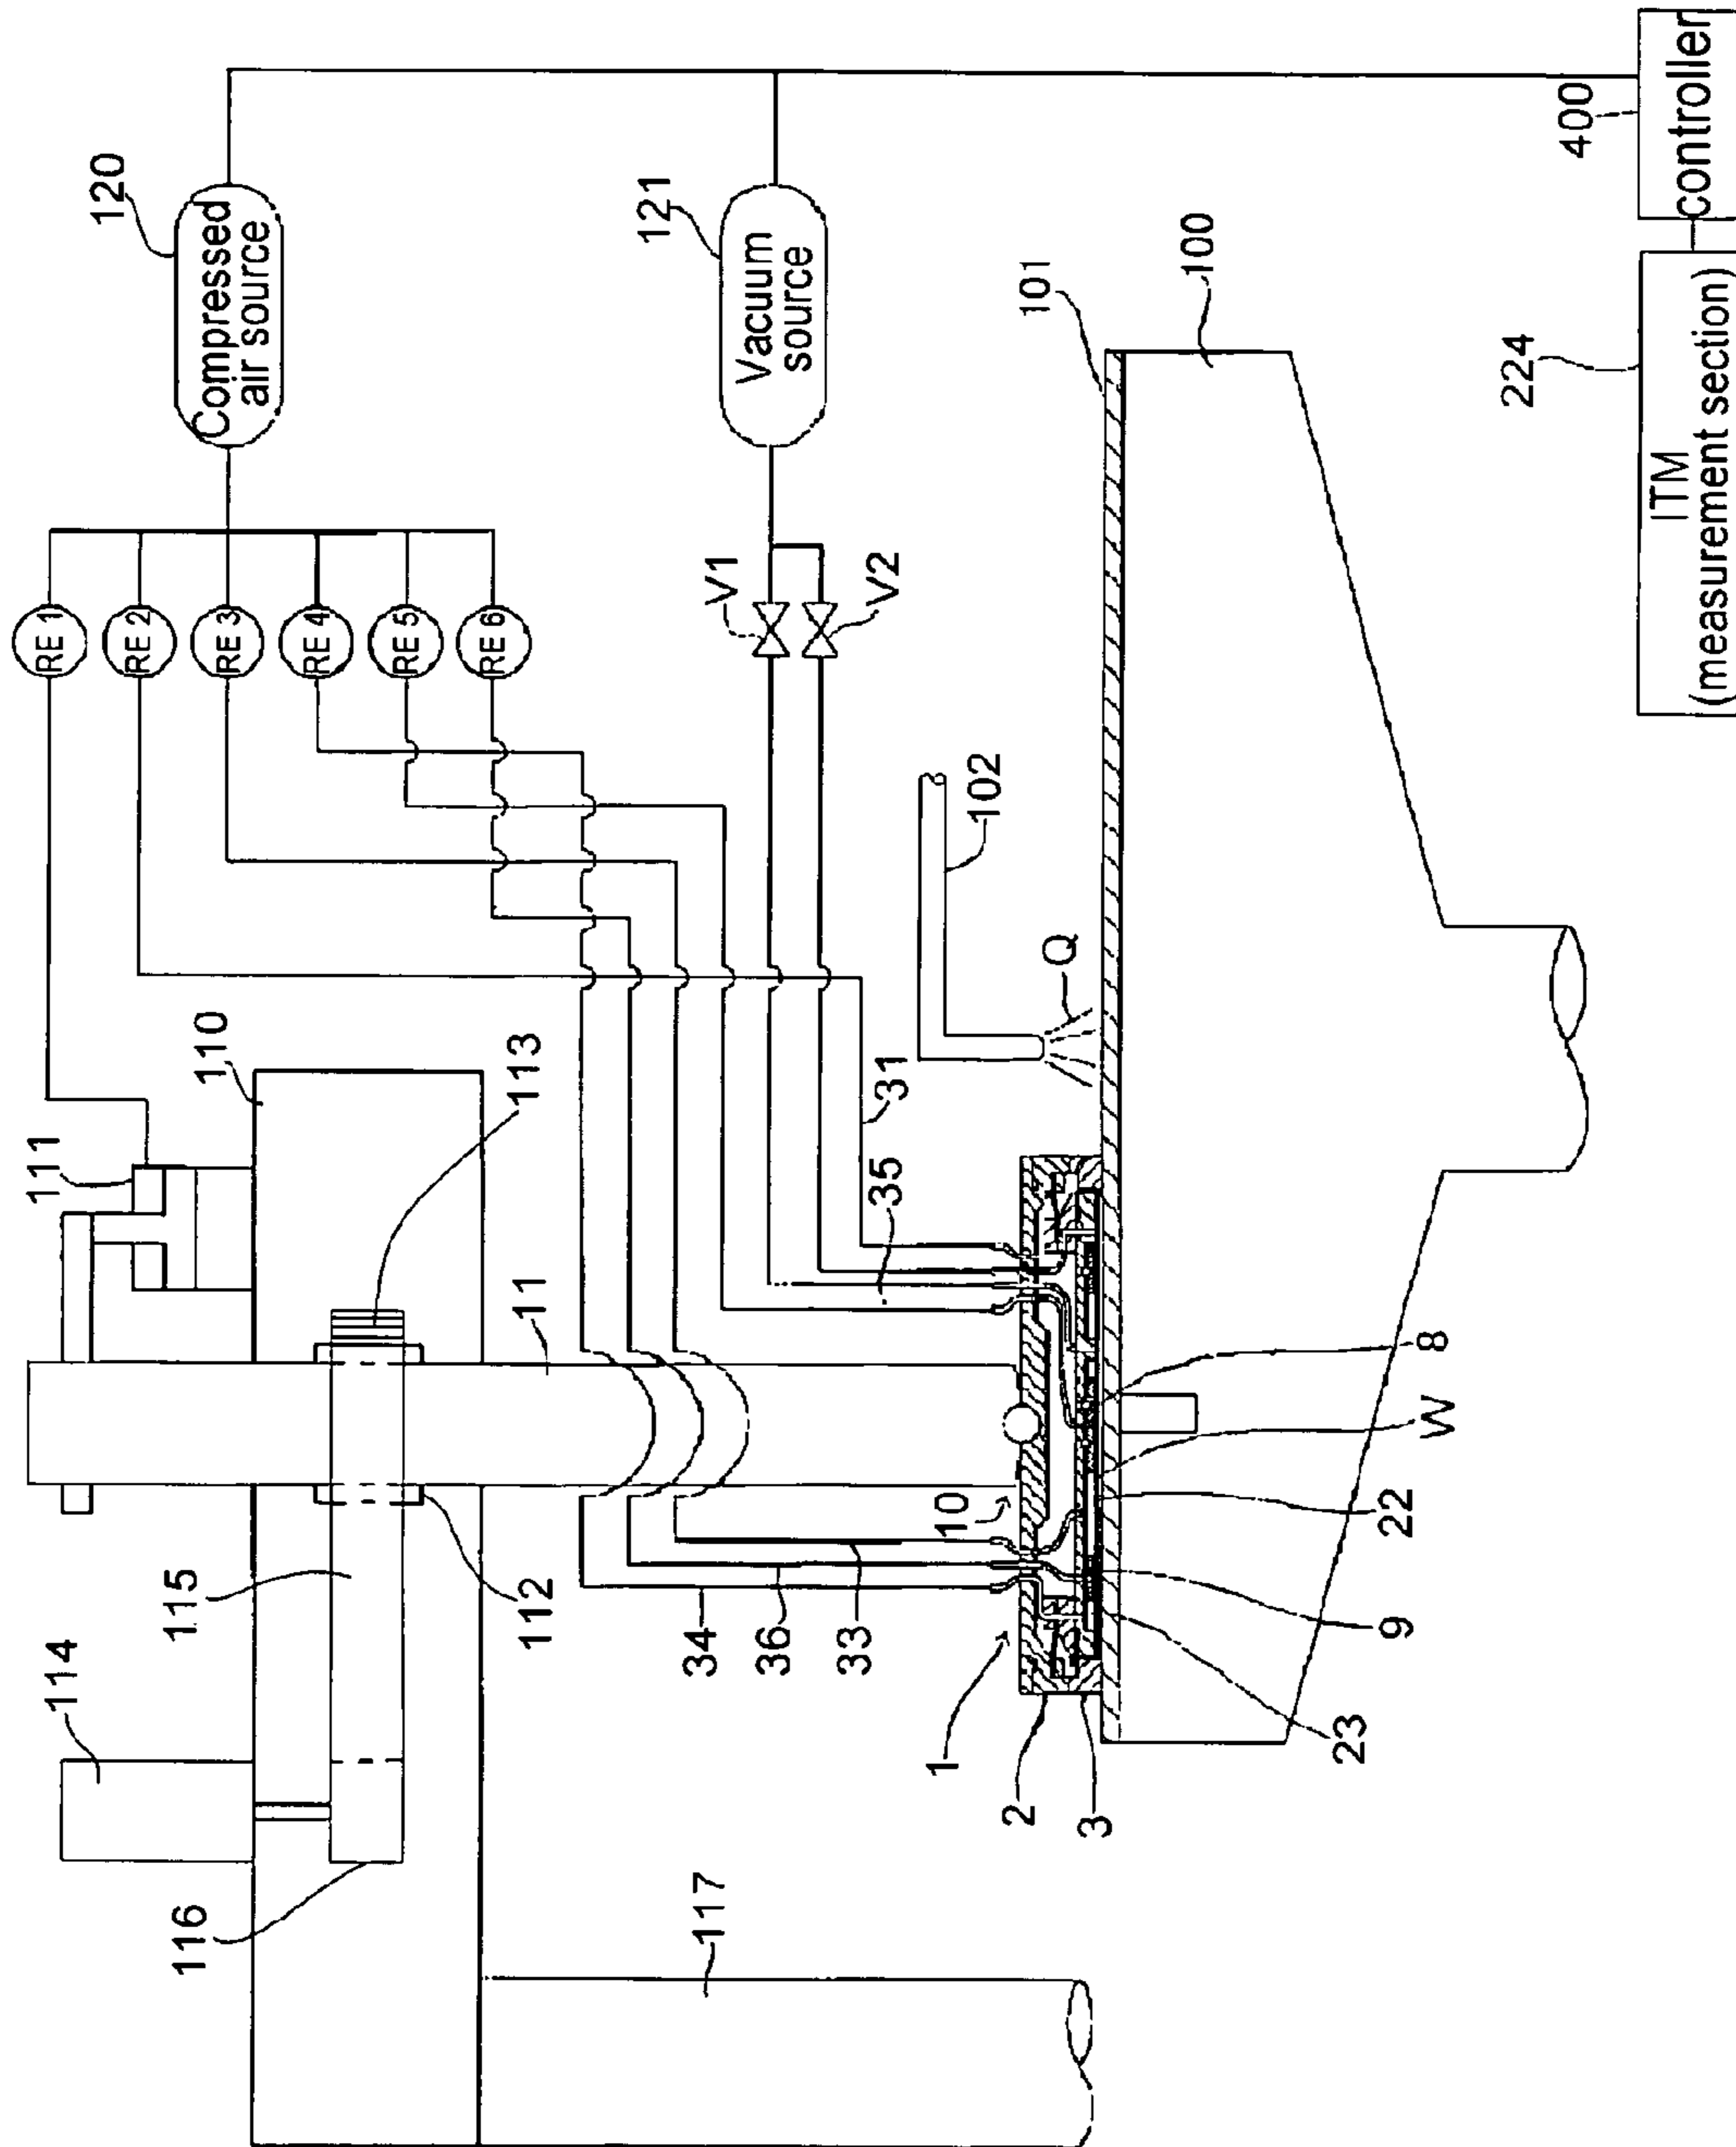 120
Compressed
air source
RE 1
RE 2
RE 3
RE 4
RE 5
RE 6
121
Vacuum
source
V1
V2
400
controller
224
ITM
(measurement section)
101
100
102
Q
110
111
113
111
114
115
116
112
117
31
35
34
36
33
10
1
2
3
8
W
22
9
23